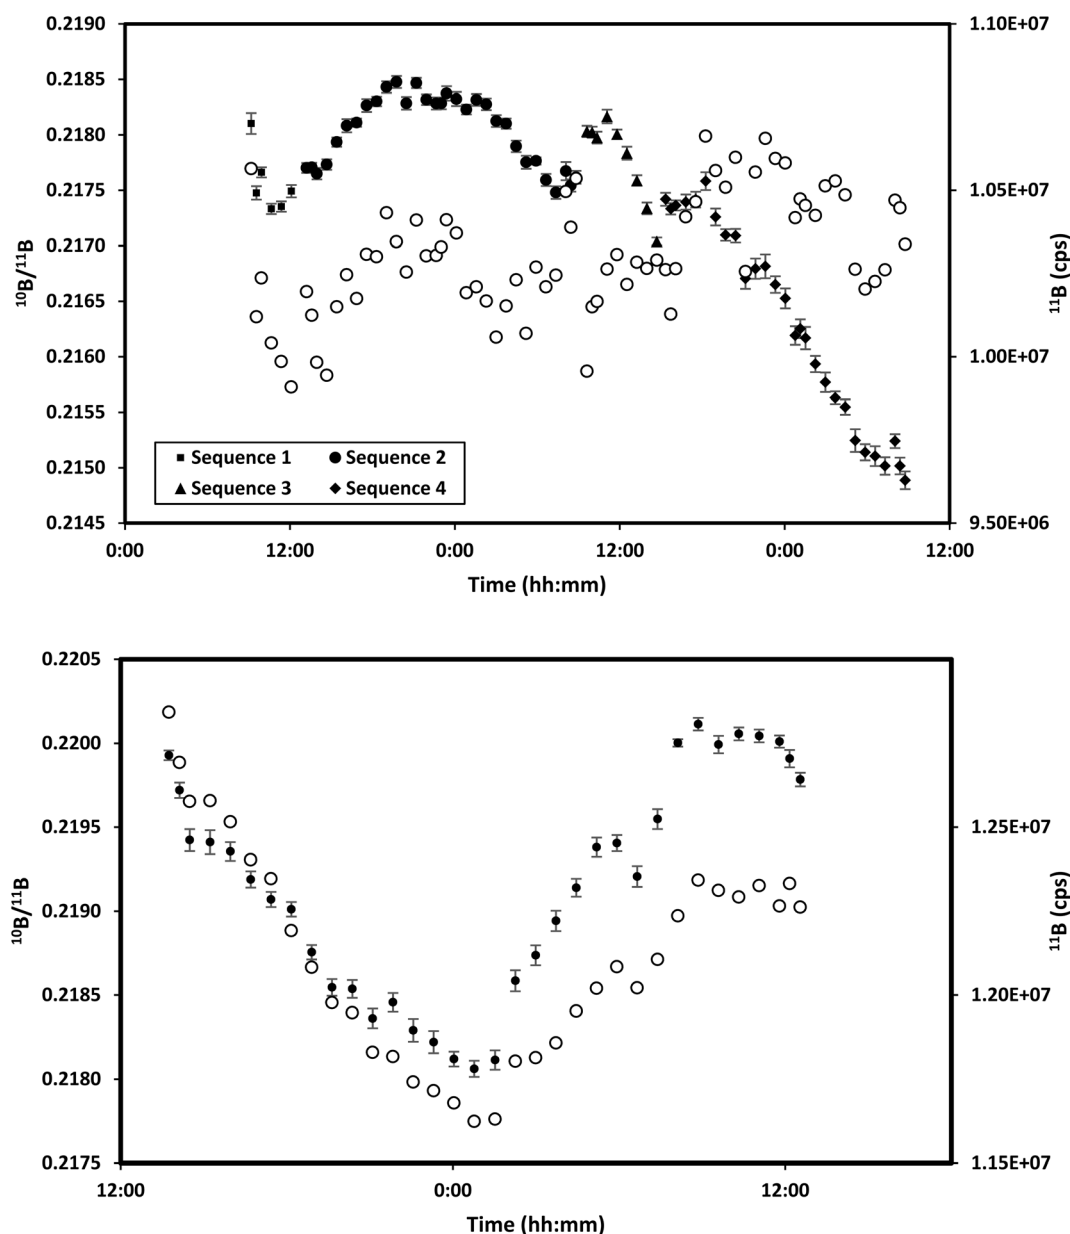 0.2190
0.2185
0.2180
0.2175
0.2170
0.2165
0.2160
0.2155
0.2150
0.2145
¹⁰B/¹¹B
1.10E+07
1.05E+07
1.00E+07
9.50E+06
¹¹B (cps)
Sequence 1 Sequence 2
Sequence 3 Sequence 4
0:00 12:00 0:00 12:00 0:00 12:00
Time (hh:mm)
0.2205
0.2200
0.2195
0.2190
0.2185
0.2180
0.2175
¹⁰B/¹¹B
1.25E+07
1.20E+07
1.15E+07
¹¹B (cps)
12:00 0:00 12:00
Time (hh:mm)